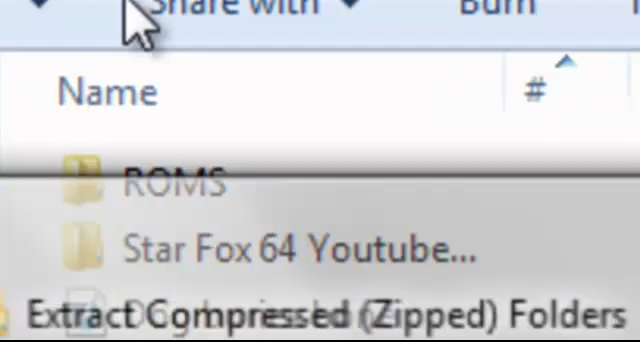 Share with Burn
Name #
ROMS
Star Fox 64 Youtube...
Extract Compressed (Zipped) Folders